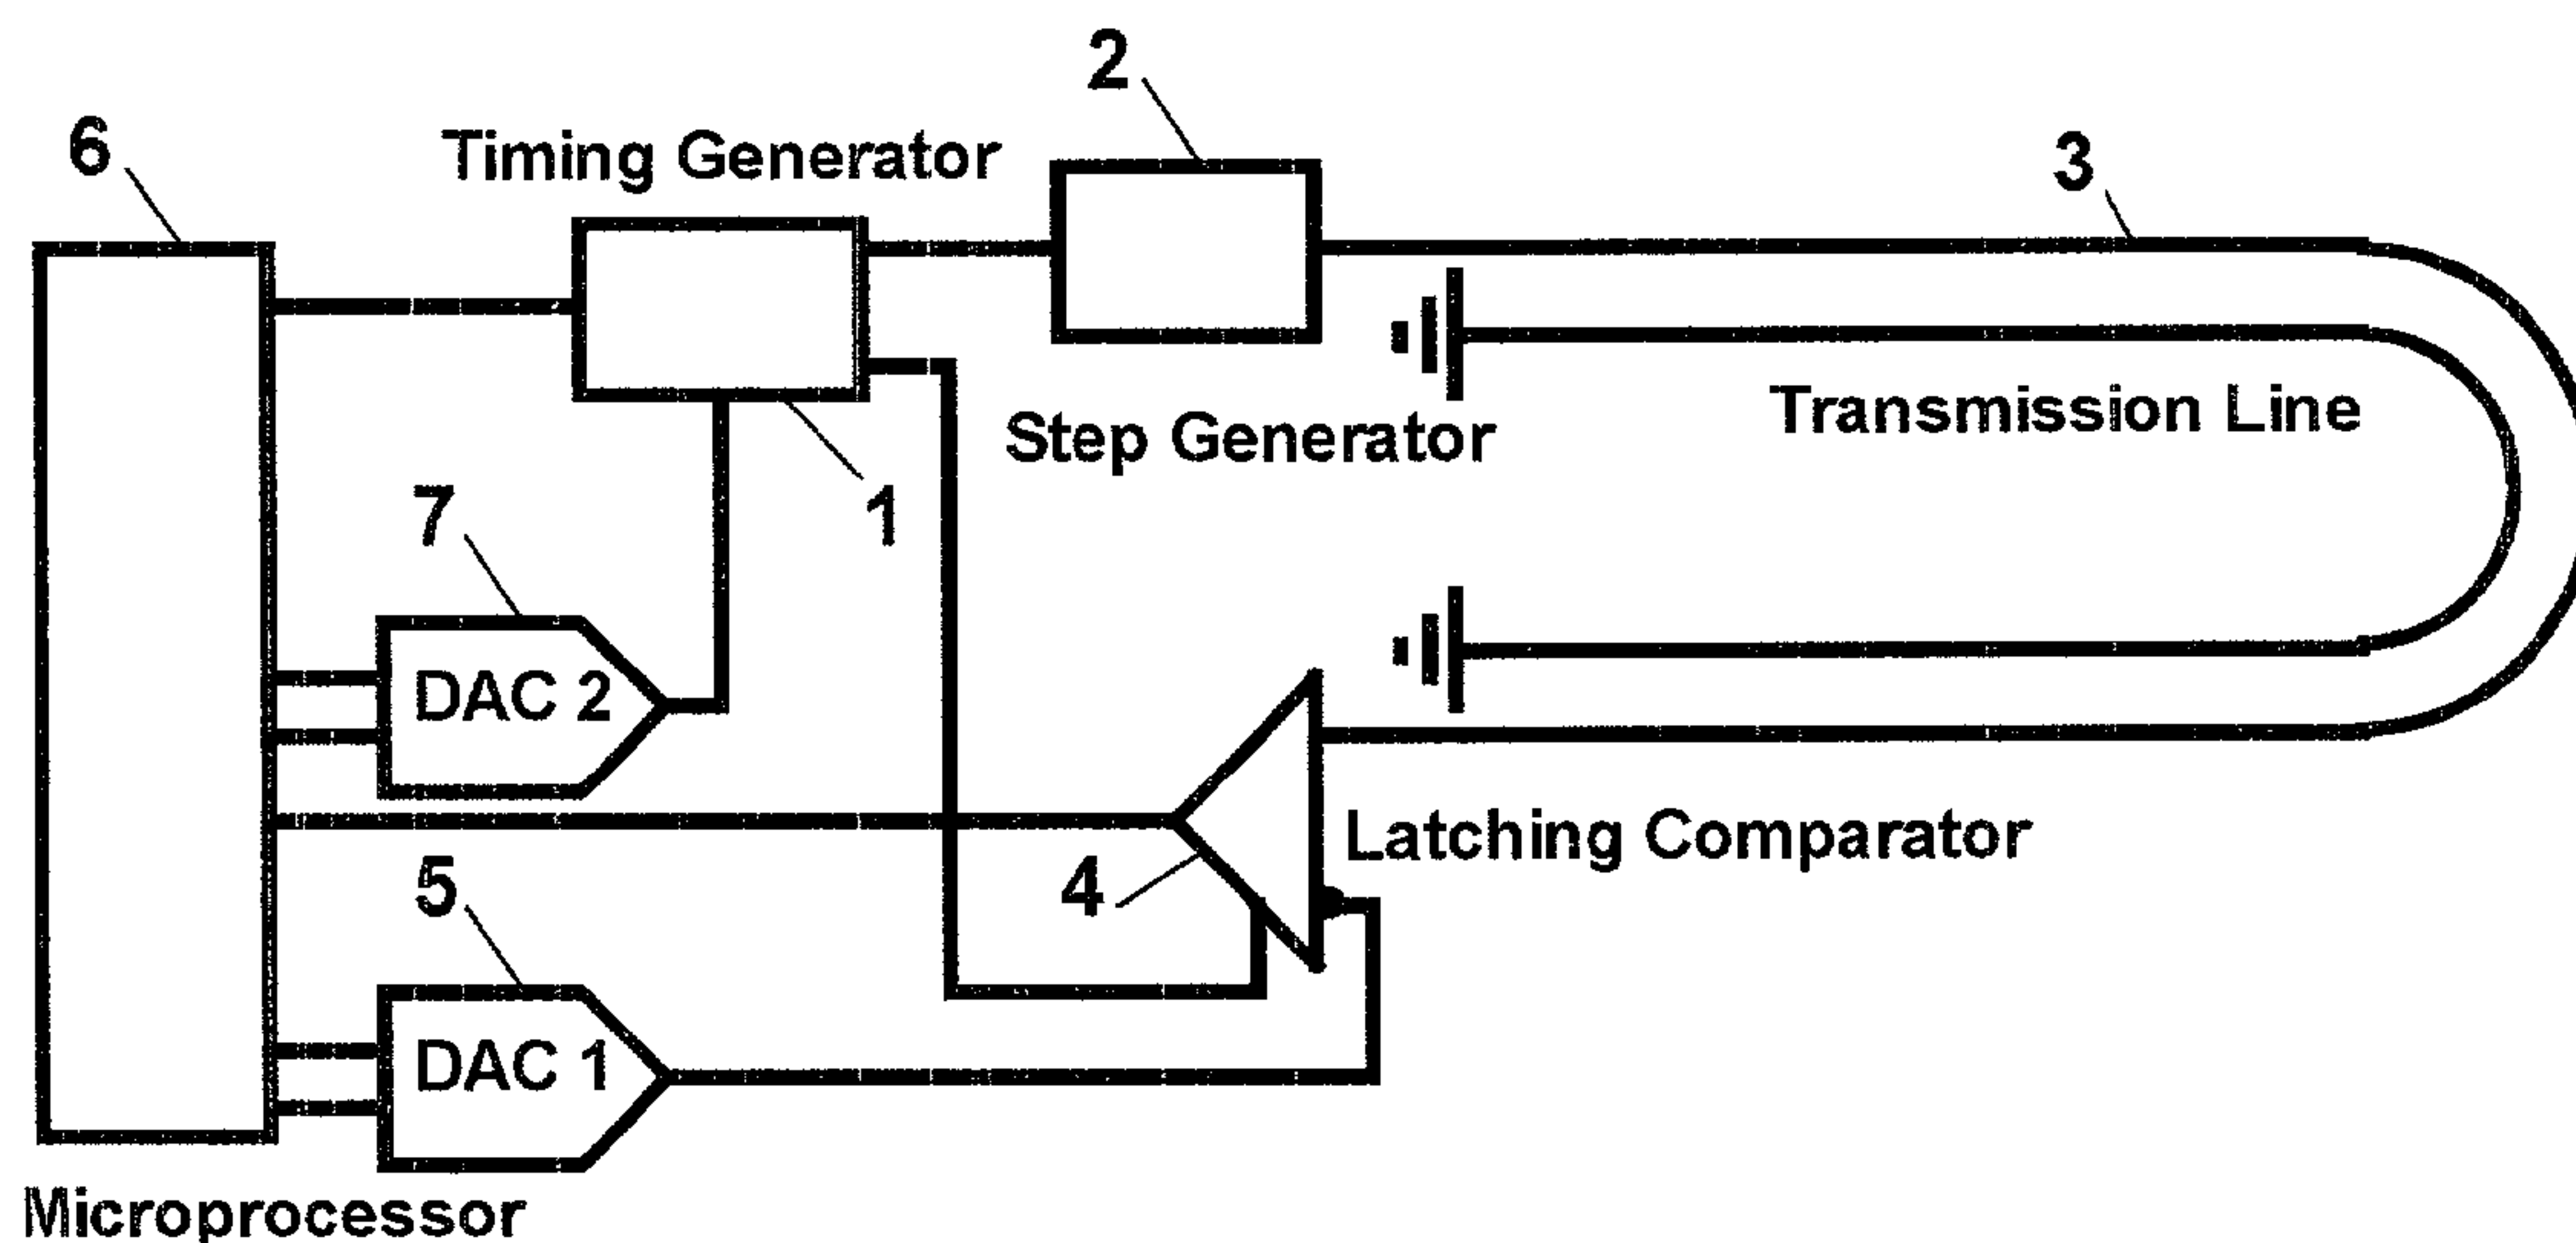 2
6
Timing Generator
3
Transmission Line
Step Generator
7
1
DAC 2
Latching Comparator
4
5
DAC 1
Microprocessor